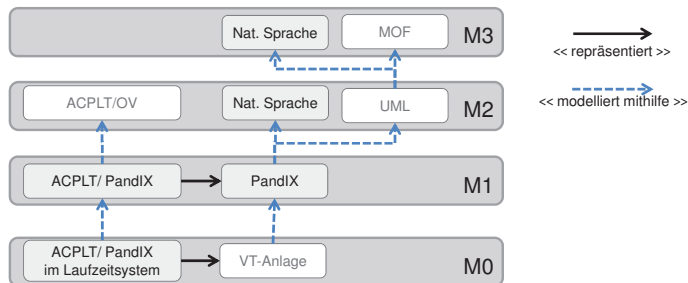 Nat. Sprache
MOF
M3
<< repräsentiert >>
ACPLT/OV
Nat. Sprache
UML
M2
<< modelliert mithilfe >>
ACPLT/ PandIX
PandIX
M1
ACPLT/ PandIX
im Laufzeitsystem
VT-Anlage
M0